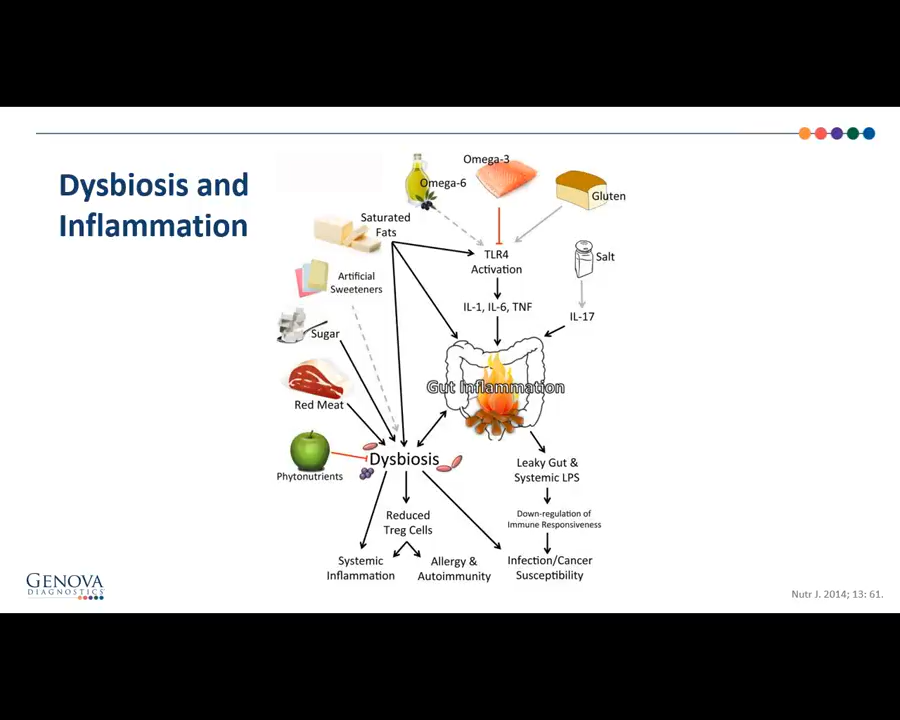 Dysbiosis and
Inflammation
Omega-3
Omega-6
Gluten
Saturated
Fats
TLR4
Activation
Salt
Artificial
Sweeteners
IL-1, IL-6, TNF
IL-17
Sugar
Gut Inflammation
Red Meat
Dysbiosis
Phytonutrients
Leaky Gut &
Systemic LPS
Reduced
Treg Cells
Down-regulation of
Immune Responsiveness
Systemic
Inflammation
Allergy &
Autoimmunity
Infection/Cancer
Susceptibility
GENOVA
DIAGNOSTICS
Nutr J. 2014; 13: 61.